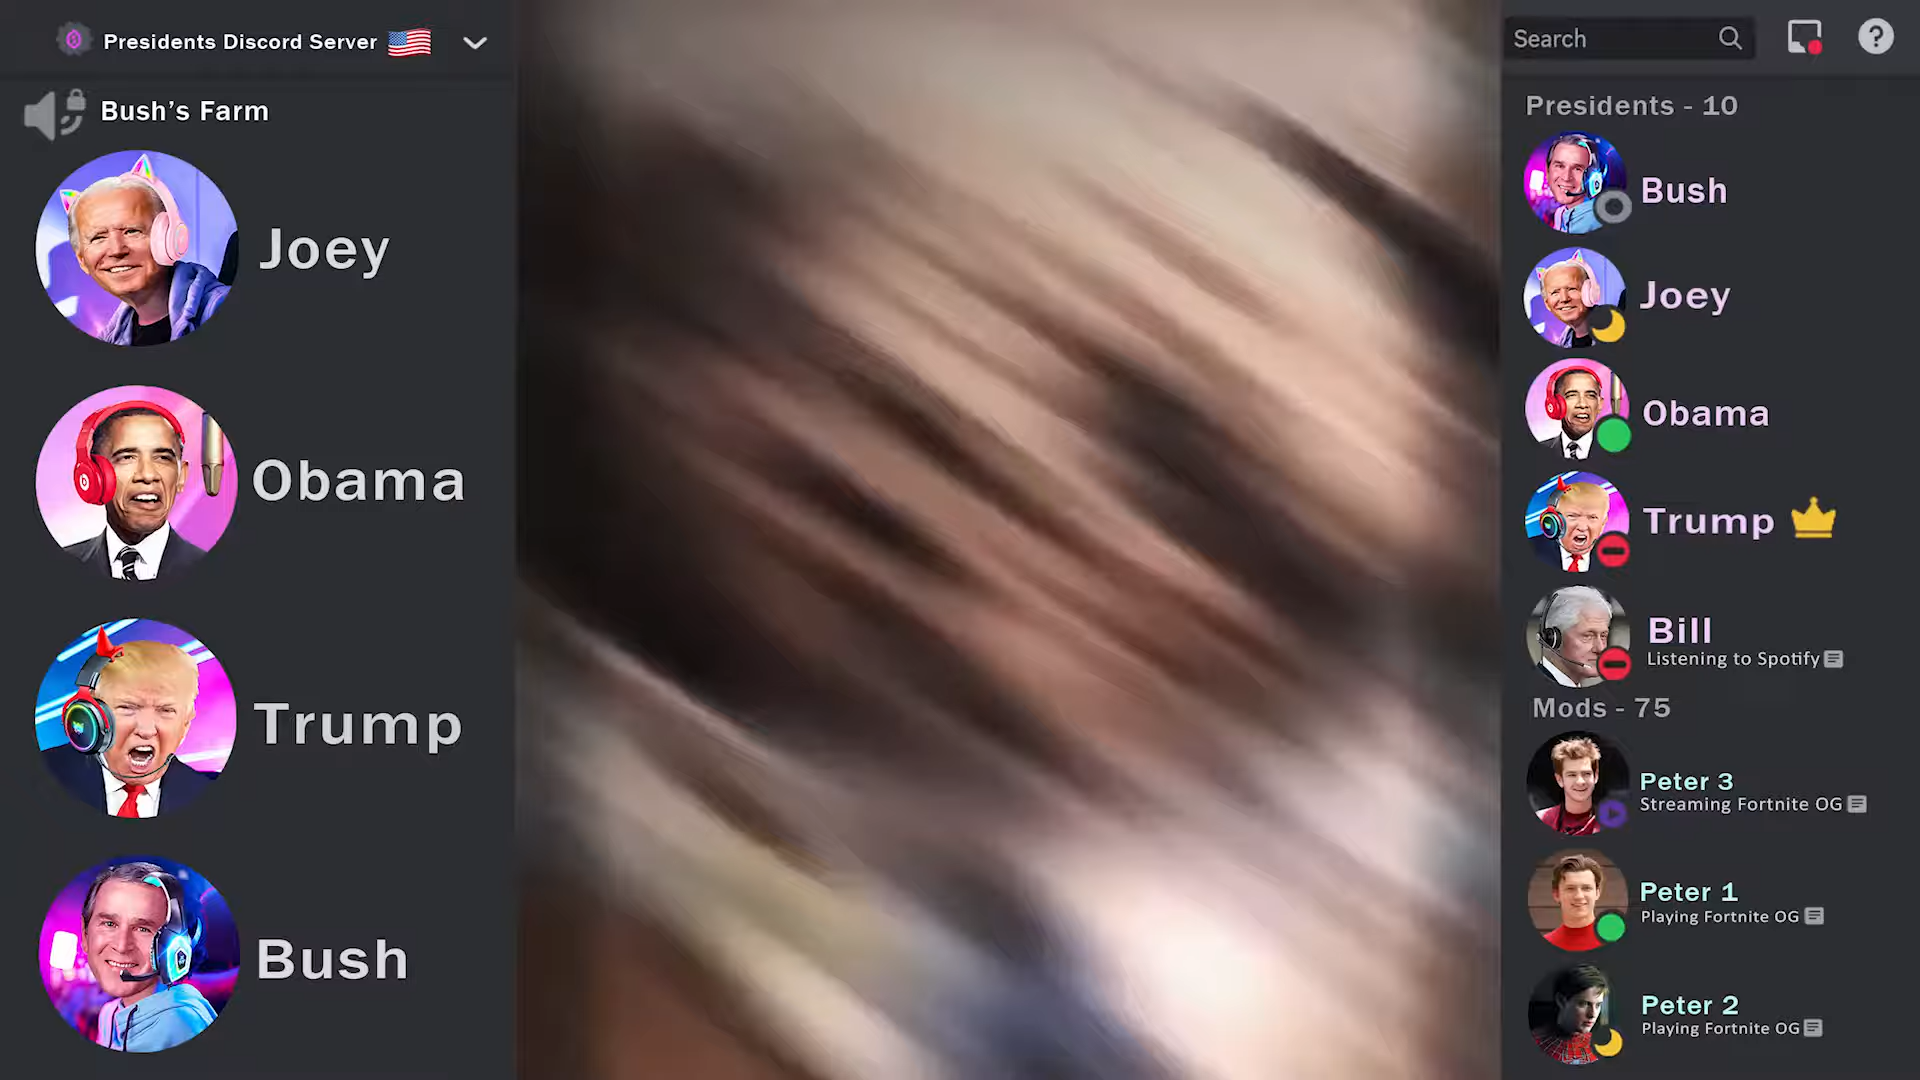 Presidents Discord Server
Bush’s Farm
Joey
Obama
Trump
Bush
Search
?
Presidents - 10
Bush
Joey
Obama
Trump
Bill
Listening to Spotify
Mods - 75
Peter 3
Streaming Fortnite OG
Peter 1
Playing Fortnite OG
Peter 2
Playing Fortnite OG